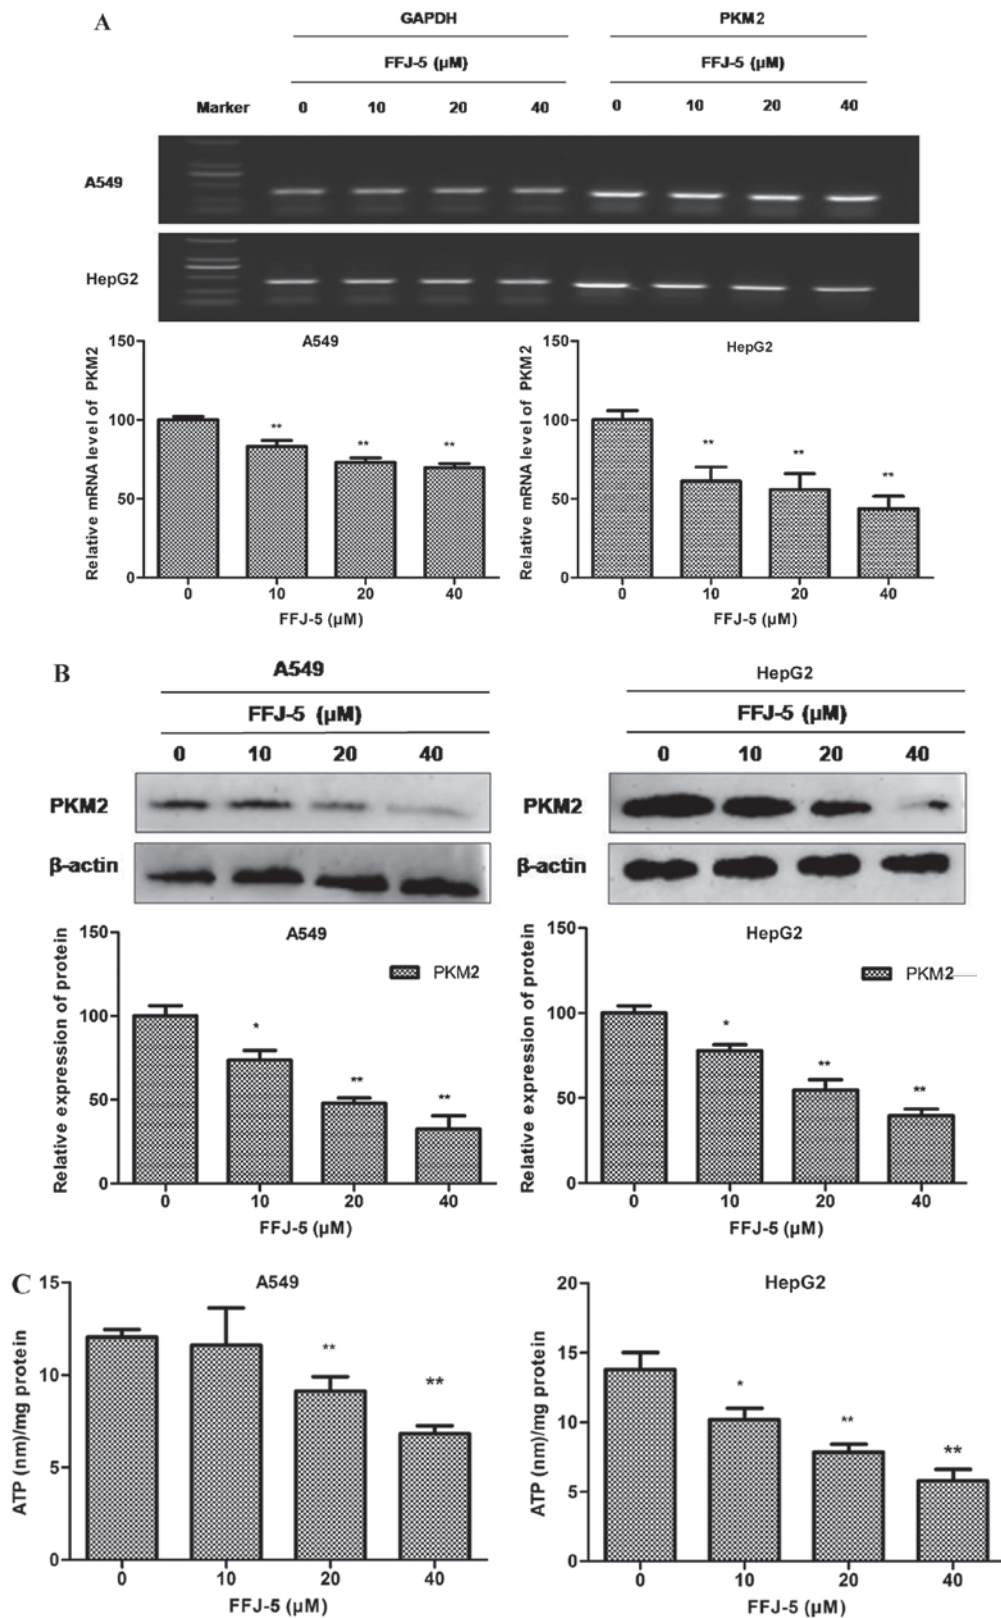 A
GAPDH PKM2
FFJ-5 (µM) FFJ-5 (µM)
Marker 0 10 20 40 0 10 20 40
A549
HepG2
A549
Relative mRNA level of PKM2
150
100
50
0
** ** **
0 10 20 40
FFJ-5 (µM)
HepG2
Relative mRNA level of PKM2
150
100
50
0
** ** **
0 10 20 40
FFJ-5 (µM)
B
A549
FFJ-5 (µM)
0 10 20 40
PKM2
β-actin
HepG2
FFJ-5 (µM)
0 10 20 40
PKM2
β-actin
A549
Relative expression of protein
150
100
50
0
PKM2
* ** **
0 10 20 40
FFJ-5 (µM)
HepG2
Relative expression of protein
150
100
50
0
PKM2
* ** **
0 10 20 40
FFJ-5 (µM)
C
A549
ATP (nm)/mg protein
15
10
5
0
** **
0 10 20 40
FFJ-5 (µM)
HepG2
ATP (nm)/mg protein
20
15
10
5
0
* ** **
0 10 20 40
FFJ-5 (µM)